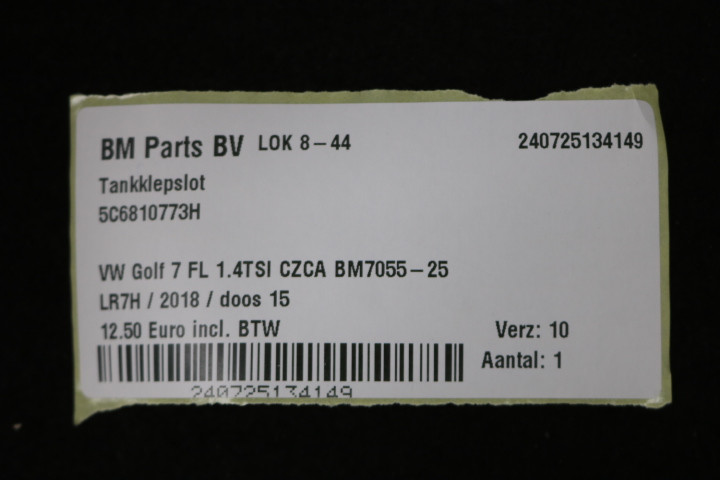 BM Parts BV LOK 8-44 240725134149
Tankklepslot
5C6810773H
VW Golf 7 FL 1.4TSI CZCA BM7055-25
LR7H / 2018 / doos 15
12.50 Euro incl. BTW Verz: 10
Aantal: 1
240725134149